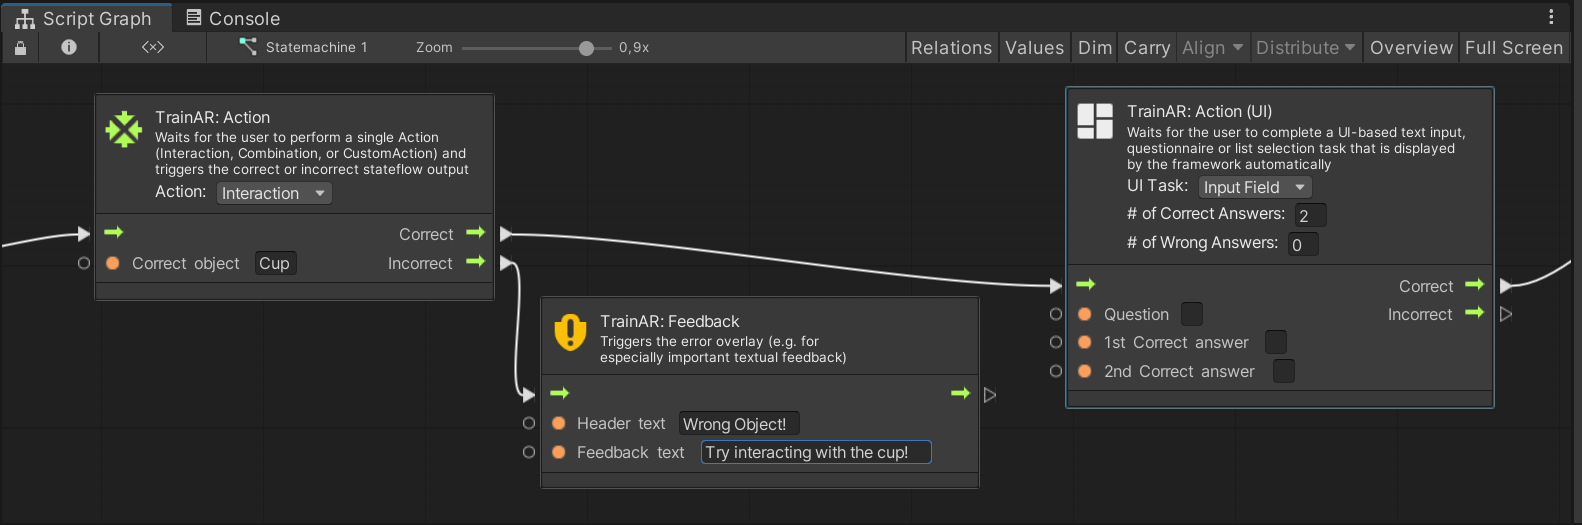 Script Graph
Console
<×>
Statemachine 1
Zoom
0,9x
Relations
Values
Dim
Carry
Align
Distribute
Overview
Full Screen
TrainAR: Action
Waits for the user to perform a single Action
(Interaction, Combination, or CustomAction) and
triggers the correct or incorrect stateflow output
Action: Interaction
Correct
Correct object Cup
Incorrect
TrainAR: Feedback
Triggers the error overlay (e.g. for
especially important textual feedback)
Header text Wrong Object!
Feedback text Try interacting with the cup!
TrainAR: Action (UI)
Waits for the user to complete a UI-based text input,
questionnaire or list selection task that is displayed
by the framework automatically
UI Task: Input Field
# of Correct Answers: 2
# of Wrong Answers: 0
Correct
Question
Incorrect
1st Correct answer
2nd Correct answer